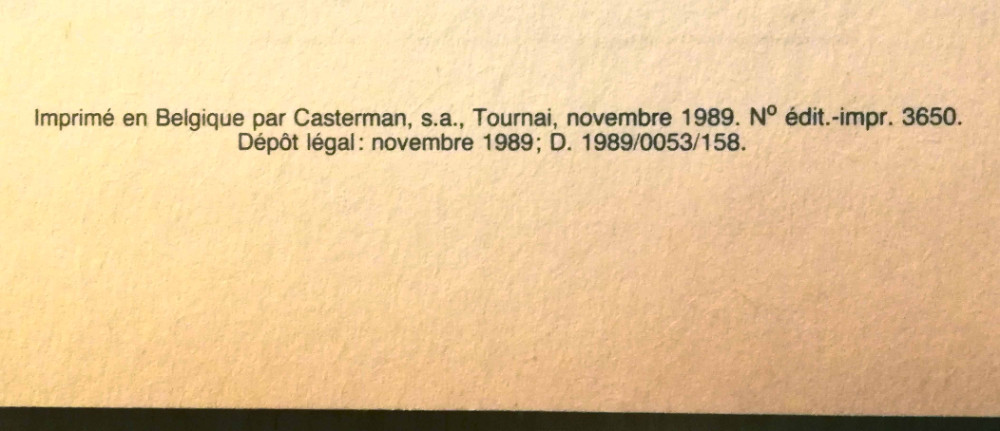 Imprimé en Belgique par Casterman, s.a., Tournai, novembre 1989. Nº édit.-impr. 3650.
Dépôt légal: novembre 1989; D. 1989/0053/158.